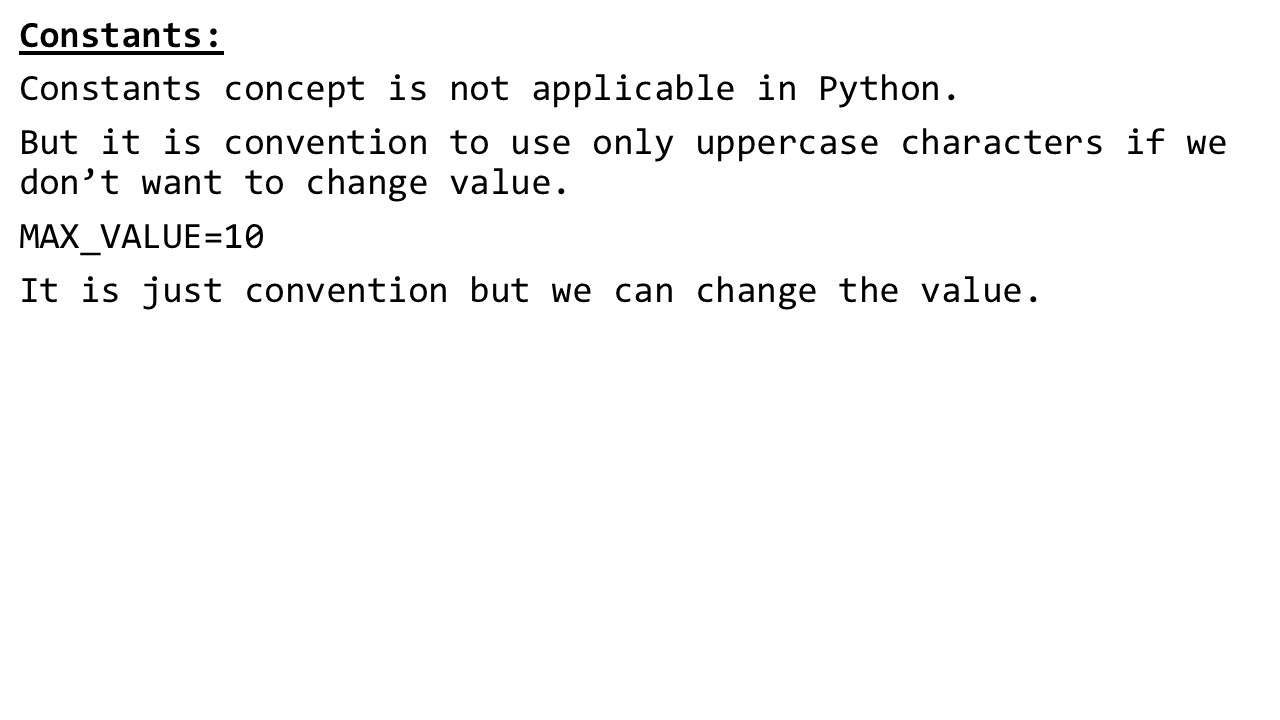 Constants:
Constants concept is not applicable in Python.
But it is convention to use only uppercase characters if we
don’t want to change value.
MAX_VALUE=10
It is just convention but we can change the value.